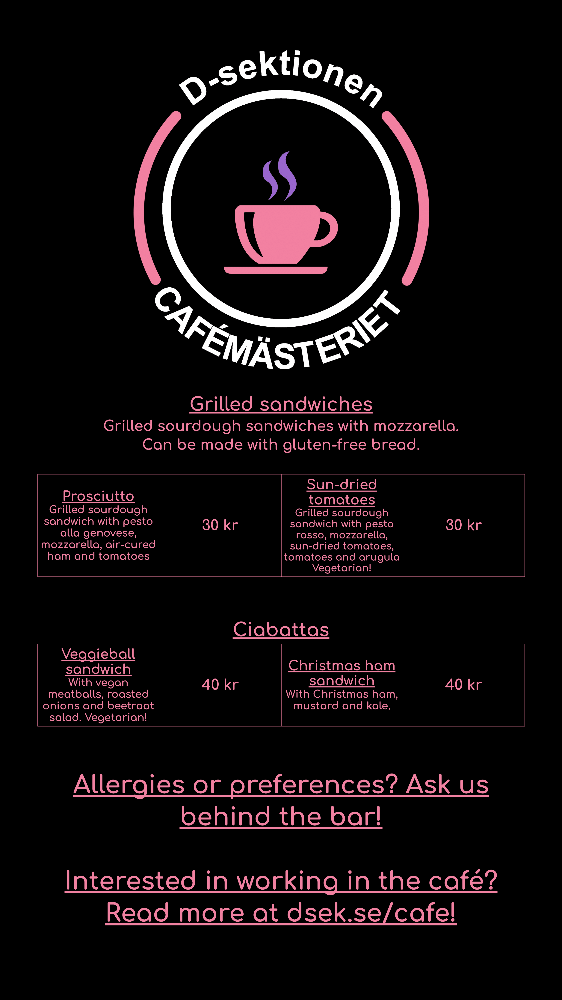 D-sektionen
CAFÉMÄSTERIET
Grilled sandwiches
Grilled sourdough sandwiches with mozzarella.
Can be made with gluten-free bread.
Prosciutto
Grilled sourdough
sandwich with pesto
alla genovese,
mozzarella, air-cured
ham and tomatoes
30 kr
Sun-dried
tomatoes
Grilled sourdough
sandwich with pesto
rosso, mozzarella,
sun-dried tomatoes,
tomatoes and arugula
Vegetarian!
30 kr
Ciabattas
Veggieball
sandwich
With vegan
meatballs, roasted
onions and beetroot
salad. Vegetarian!
40 kr
Christmas ham
sandwich
With Christmas ham,
mustard and kale.
40 kr
Allergies or preferences? Ask us
behind the bar!
Interested in working in the café?
Read more at dsek.se/cafe!